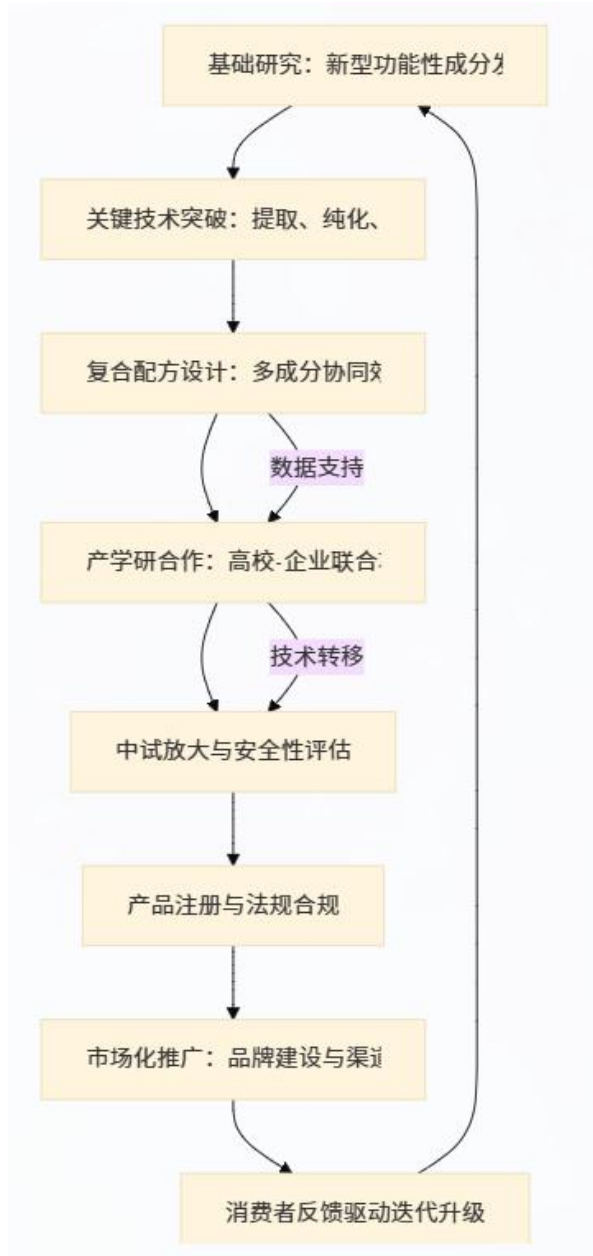 基础研究：新型功能性成分
关键技术突破：提取、纯化、
复合配方设计：多成分协同效
数据支持
产学研合作：高校-企业联合
技术转移
中试放大与安全性评估
产品注册与法规合规
市场化推广：品牌建设与渠道
消费者反馈驱动迭代升级